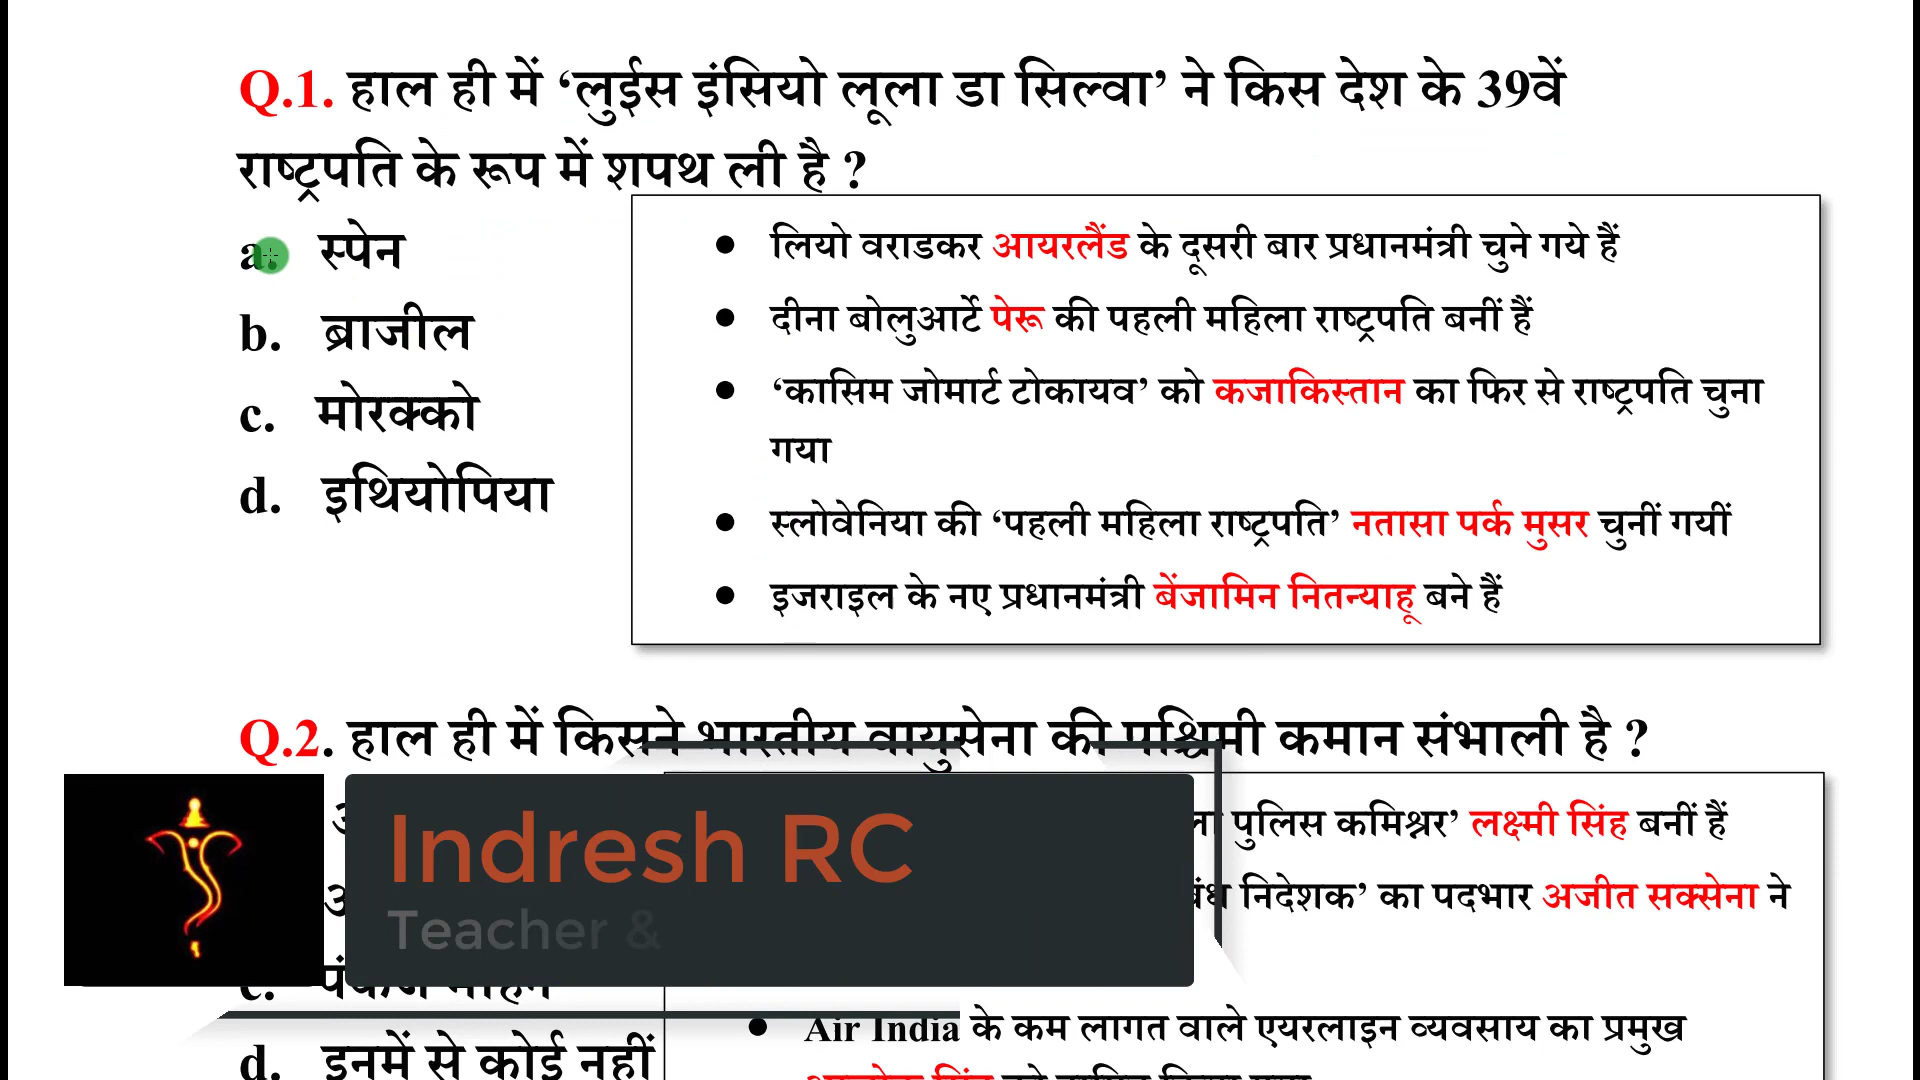 Q.1. हाल ही में ‘लुईस इंसियो लूला डा सिल्वा’ ने किस देश के 39वें
राष्ट्रपति के रूप में शपथ ली है ?
a. स्पेन
b. ब्राजील
c. मोरक्को
d. इथियोपिया
● लियो वराडकर आयरलैंड के दूसरी बार प्रधानमंत्री चुने गये हैं
● दीना बोलुआर्टे पेरू की पहली महिला राष्ट्रपति बनीं हैं
● ‘कासिम जोमार्ट टोकायव’ को कजाकिस्तान का फिर से राष्ट्रपति चुना
गया
● स्लोवेनिया की ‘पहली महिला राष्ट्रपति’ नतासा पर्क मुसर चुनीं गयीं
● इजराइल के नए प्रधानमंत्री बेंजामिन नितन्याहू बने हैं
Q.2. हाल ही में किसने भारतीय वायुसेना की पश्चिमी कमान संभाली है ?
पुलिस कमिश्नर’ लक्ष्मी सिंह बनीं हैं
निदेशक’ का पदभार अजीत सक्सेना ने
Indresh RC
Teacher &
c.
d. इनमें से कोई नहीं
● Air India के कम लागत वाले एयरलाइन व्यवसाय का प्रमुख